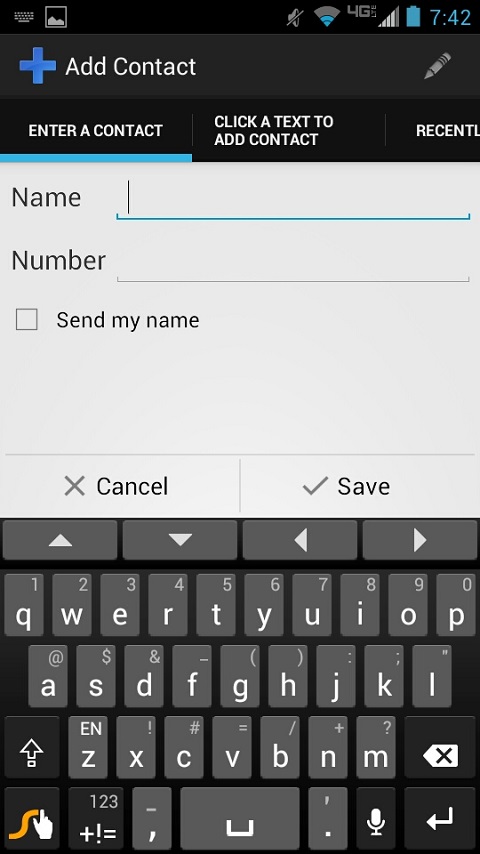 4G LTE 7:42
Add Contact
ENTER A CONTACT
CLICK A TEXT TO
ADD CONTACT
RECENTL
Name
Number
Send my name
Cancel
Save
1 2 3 4 5 6 7 8 9 0
q w e r t y u i o p
@ $ & _ ( ) : ; "
a s d f g h j k l
EN ! # = / + ?
z x c v b n m
123 - '
+!= , .